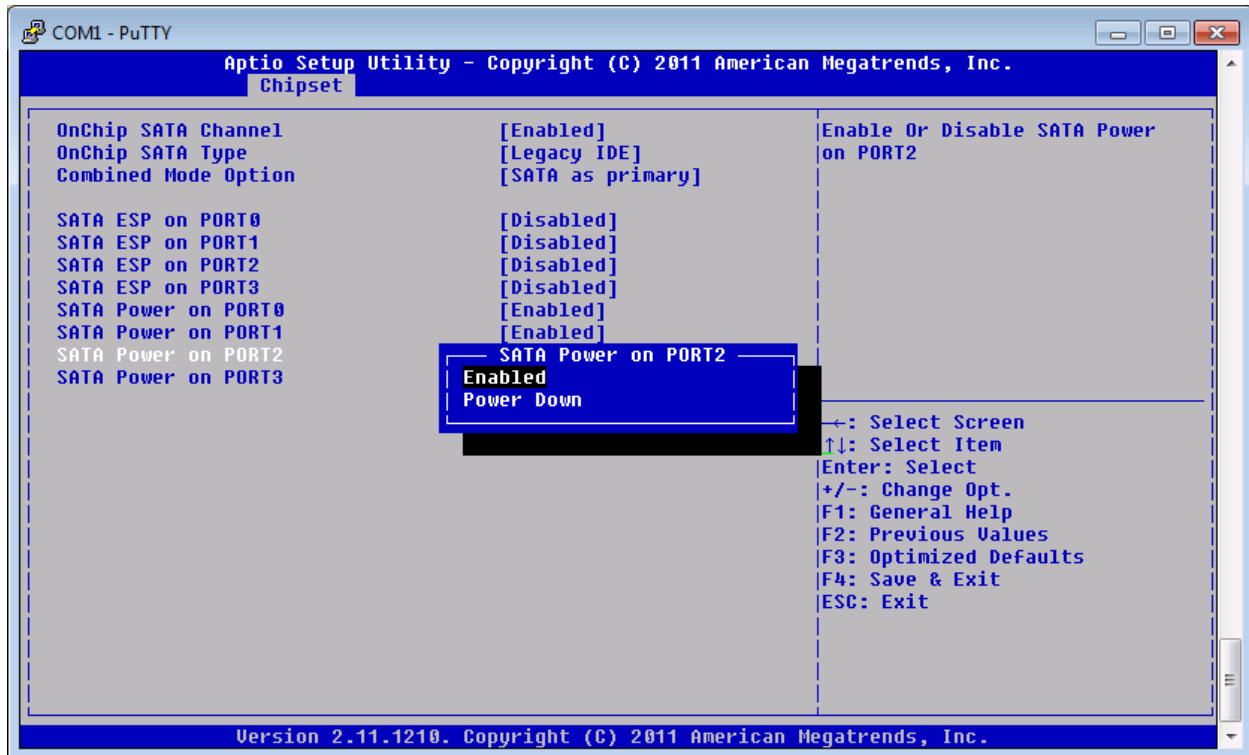 COM1 - PuTTY
Aptio Setup Utility - Copyright (C) 2011 American Megatrends, Inc.
Chipset
OnChip SATA Channel [Enabled]
OnChip SATA Type [Legacy IDE]
Combined Mode Option [SATA as primary]
SATA ESP on PORT0 [Disabled]
SATA ESP on PORT1 [Disabled]
SATA ESP on PORT2 [Disabled]
SATA ESP on PORT3 [Disabled]
SATA Power on PORT0 [Enabled]
SATA Power on PORT1 [Enabled]
SATA Power on PORT2
SATA Power on PORT3
SATA Power on PORT2
Enabled
Power Down
Enable Or Disable SATA Power
on PORT2
→←: Select Screen
↑↓: Select Item
Enter: Select
+/-: Change Opt.
F1: General Help
F2: Previous Values
F3: Optimized Defaults
F4: Save & Exit
ESC: Exit
Version 2.11.1210. Copyright (C) 2011 American Megatrends, Inc.